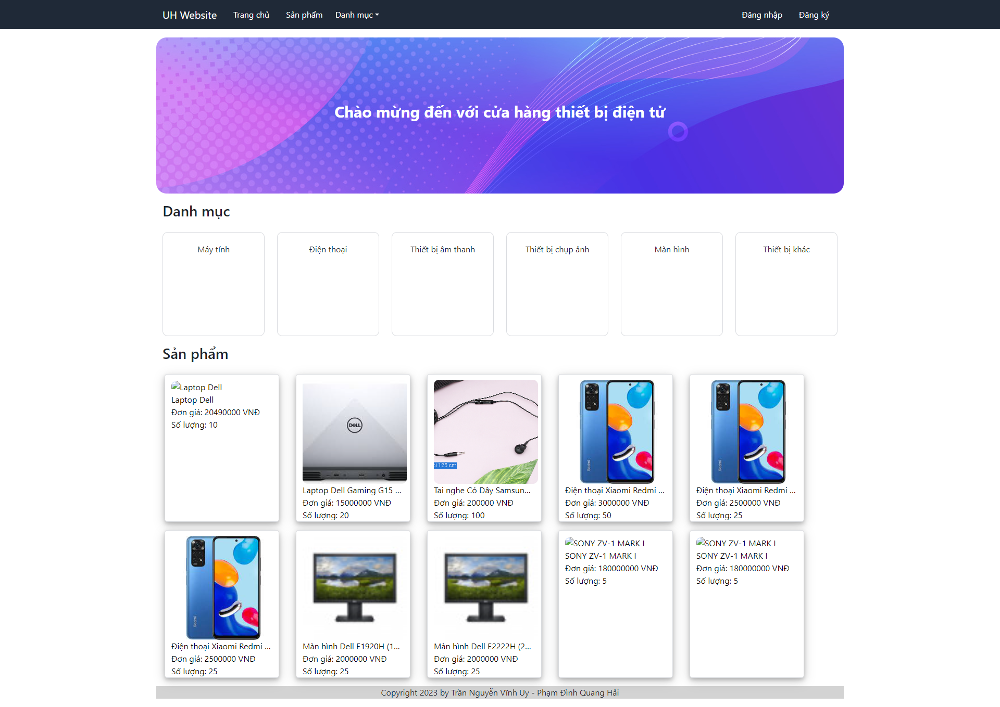 UH Website
Trang chủ
Sản phẩm
Danh mục
Đăng nhập
Đăng ký
Chào mừng đến với cửa hàng thiết bị điện tử
Danh mục
Máy tính
Điện thoại
Thiết bị âm thanh
Thiết bị chụp ảnh
Màn hình
Thiết bị khác
Sản phẩm
Laptop Dell
Laptop Dell
Đơn giá: 20490000 VNĐ
Số lượng: 10
DELL
Laptop Dell Gaming G15 ...
Đơn giá: 15000000 VNĐ
Số lượng: 20
ài 125 cm
Tai nghe Có Dây Samsun...
Đơn giá: 200000 VNĐ
Số lượng: 100
Redmi
Điện thoại Xiaomi Redmi ...
Đơn giá: 3000000 VNĐ
Số lượng: 50
Redmi
Điện thoại Xiaomi Redmi ...
Đơn giá: 2500000 VNĐ
Số lượng: 25
Redmi
Điện thoại Xiaomi Redmi ...
Đơn giá: 2500000 VNĐ
Số lượng: 25
Màn hình Dell E1920H (1...
Đơn giá: 2000000 VNĐ
Số lượng: 25
Màn hình Dell E2222H (2...
Đơn giá: 2000000 VNĐ
Số lượng: 25
SONY ZV-1 MARK I
SONY ZV-1 MARK I
Đơn giá: 180000000 VNĐ
Số lượng: 5
SONY ZV-1 MARK I
SONY ZV-1 MARK I
Đơn giá: 180000000 VNĐ
Số lượng: 5
Copyright 2023 by Trần Nguyễn Vĩnh Uy - Phạm Đình Quang Hải